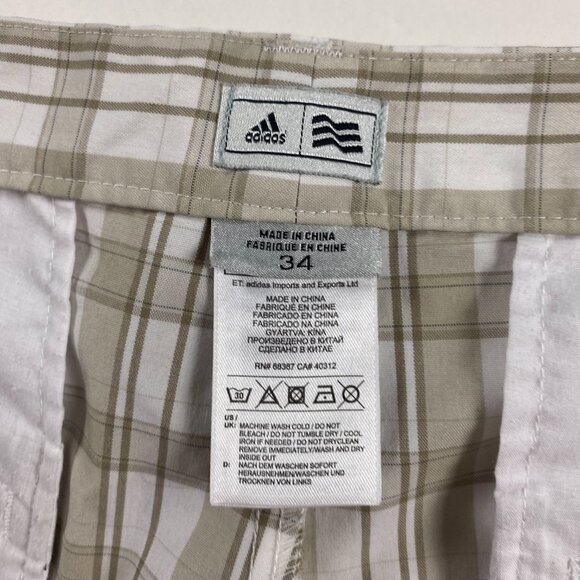 adidas
MADE IN CHINA
FABRIQUE EN CHINE
34
ET: adidas Imports and Exports Ltd
MADE IN CHINA
FABRIQUÉ EN CHINE
FABRICADO EN CHINA
FABRICADO NA CHINA
GYÁRTVA: KÍNA
ПРОИЗВЕДЕНО В КИТАЙ
СДЕЛАНО В КИТАЕ
RN# 68387 CA# 40312
30
US /
UK: MACHINE WASH COLD / DO NOT
BLEACH / DO NOT TUMBLE DRY / COOL
IRON IF NEEDED / DO NOT DRYCLEAN
REMOVE IMMEDIATELY / WASH AND DRY
INSIDE OUT
D: NACH DEM WASCHEN SOFORT
HERAUSNEHMEN/WASCHEN UND
TROCKNEN VON LINKS